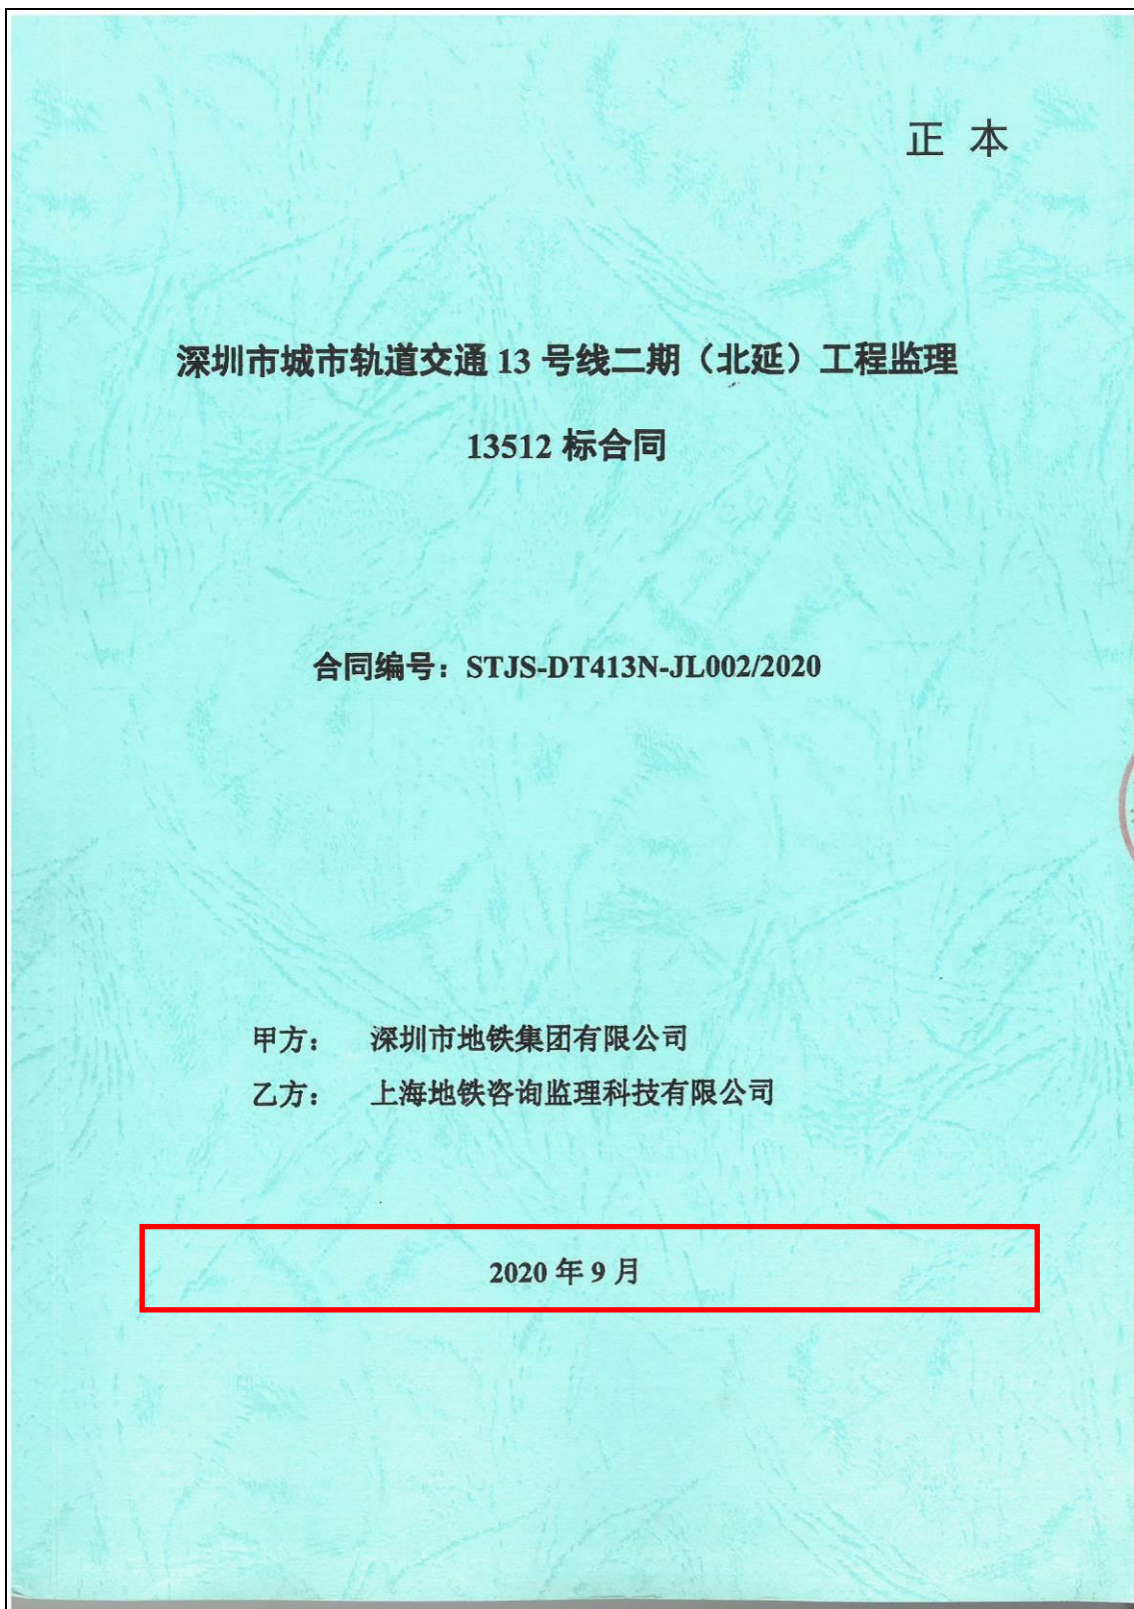 正 本
深圳市城市轨道交通 13 号线二期（北延）工程监理
13512 标合同
合同编号：STJS-DT413N-JL002/2020
甲方： 深圳市地铁集团有限公司
乙方： 上海地铁咨询监理科技有限公司
2020 年 9 月